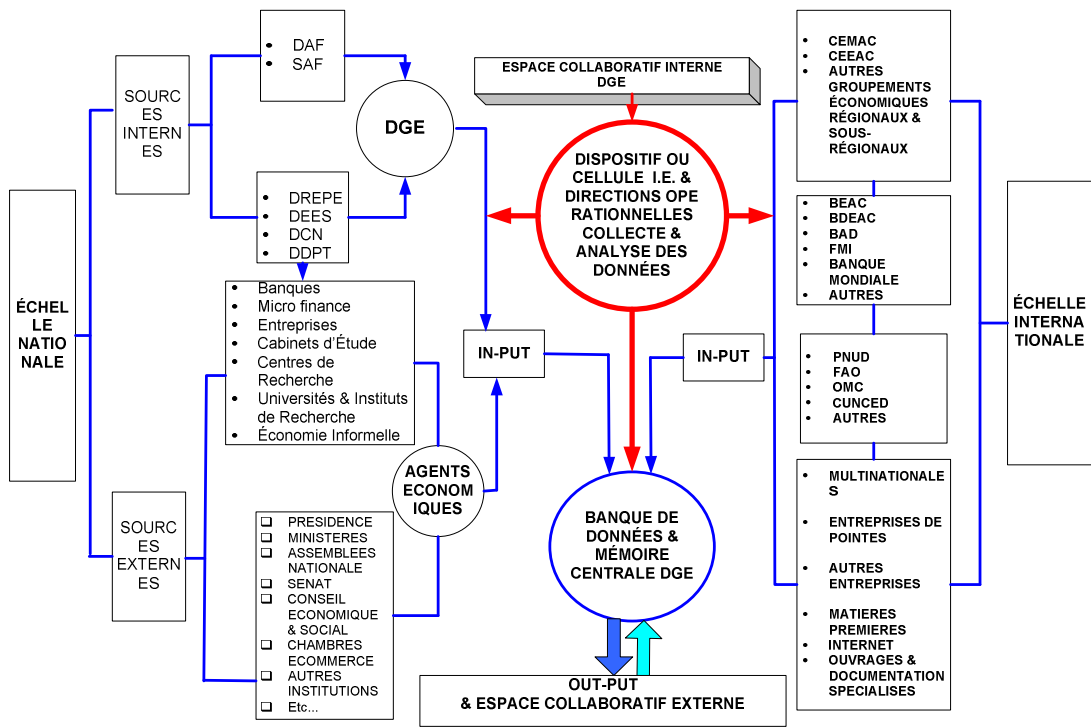 ÉCHEL
LE NATIO
NALE
SOURC
ES
INTERN
ES
SOURC
ES
EXTERN
ES
• DAF
• SAF
DGE
• DREPE
• DEES
• DCN
• DDPT
• Banques
• Micro finance
• Entreprises
• Cabinets d'Étude
• Centres de
Recherche
• Universités & Instituts
de Recherche
• Économie Informelle
AGENTS
ECONOM
IQUES
❑ PRESIDENCE
❑ MINISTERES
❑ ASSEMBLEES
NATIONALE
❑ SENAT
❑ CONSEIL
ECONOMIQUE
& SOCIAL
❑ CHAMBRES
ECOMMERCE
❑ AUTRES
INSTITUTIONS
❑ Etc...
IN-PUT
ESPACE COLLABORATIF INTERNE
DGE
DISPOSITIF OU
CELLULE I.E. &
DIRECTIONS OPE
RATIONNELLES
COLLECTE &
ANALYSE DES
DONNÉES
BANQUE DE
DONNÉES &
MÉMOIRE
CENTRALE DGE
OUT-PUT
& ESPACE COLLABORATIF EXTERNE
IN-PUT
• CEMAC
• CEEAC
• AUTRES
GROUPEMENTS
ÉCONOMIQUES
RÉGIONAUX &
SOUS-
RÉGIONAUX
• BEAC
• BDEAC
• BAD
• FMI
• BANQUE
MONDIALE
• AUTRES
• PNUD
• FAO
• OMC
• CUNCED
• AUTRES
• MULTINATIONALE
S
• ENTREPRISES DE
POINTES
• AUTRES
ENTREPRISES
• MATIERES
PREMIERES
• INTERNET
• OUVRAGES &
DOCUMENTATION
SPECIALISES
ÉCHELLE
INTERNA
TIONALE